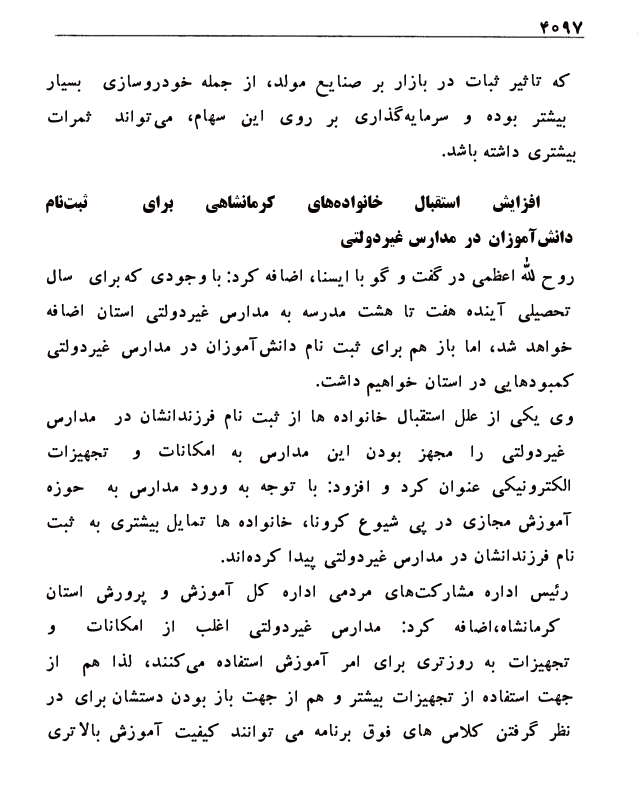 ۴۰۹۷
که تاثیر ثبات در بازار بر صنایع مولد، از جمله خودروسازی بسیار
بیشتر بوده و سرمایه‌گذاری بر روی این سهام، می‌تواند ثمرات
بیشتری داشته باشد.
افزایش استقبال خانواده‌های کرمانشاهی برای ثبت‌نام
دانش‌آموزان در مدارس غیردولتی
روح لله اعظمی در گفت و گو با ایسنا، اضافه کرد: با وجودی که برای سال
تحصیلی آینده هفت تا هشت مدرسه به مدارس غیردولتی استان اضافه
خواهد شد، اما باز هم برای ثبت نام دانش‌آموزان در مدارس غیردولتی
کمبودهایی در استان خواهیم داشت.
وی یکی از علل استقبال خانواده ها از ثبت نام فرزندانشان در مدارس
غیردولتی را مجهز بودن این مدارس به امکانات و تجهیزات
الکترونیکی عنوان کرد و افزود: با توجه به ورود مدارس به حوزه
آموزش مجازی در پی شیوع کرونا، خانواده ها تمایل بیشتری به ثبت
نام فرزندانشان در مدارس غیردولتی پیدا کرده‌اند.
رئیس اداره مشارکت‌های مردمی اداره کل آموزش و پرورش استان
کرمانشاه،اضافه کرد: مدارس غیردولتی اغلب از امکانات و
تجهیزات به روزتری برای امر آموزش استفاده می‌کنند، لذا هم از
جهت استفاده از تجهیزات بیشتر و هم از جهت باز بودن دستشان برای در
نظر گرفتن کلاس های فوق برنامه می توانند کیفیت آموزش بالاتری